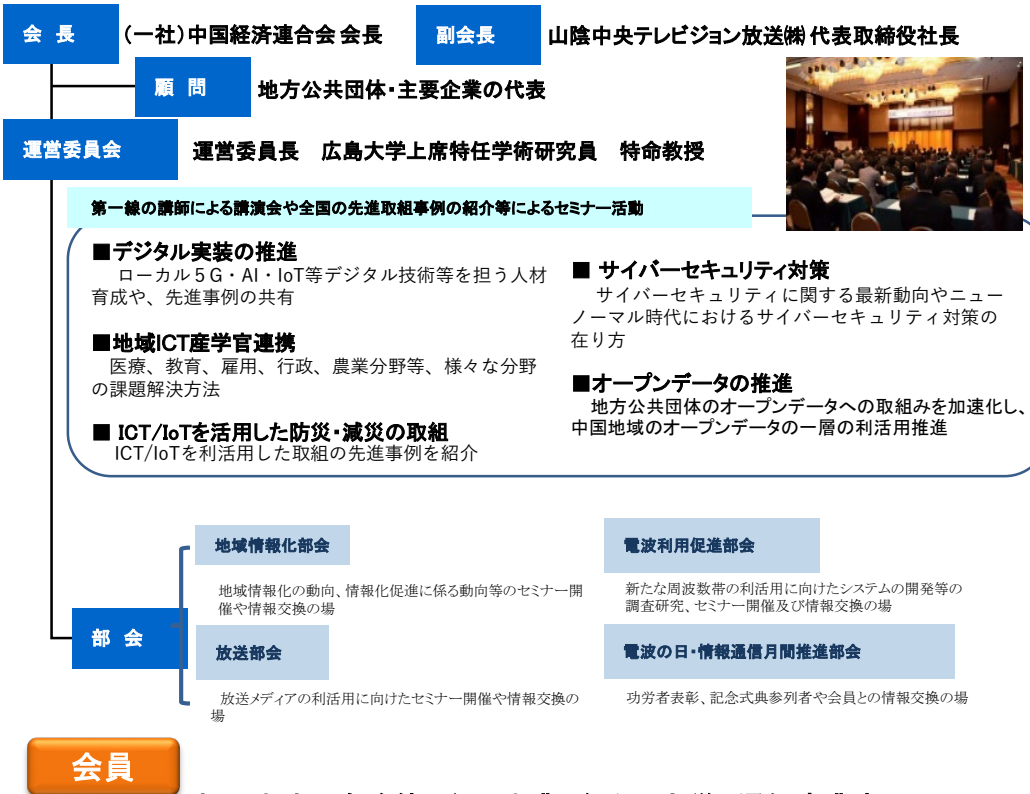 会 長 （一社）中国経済連合会 会長 副会長 山陰中央テレビジョン放送㈱ 代表取締役社長
顧 問 地方公共団体・主要企業の代表
運営委員会 運営委員長 広島大学上席特任学術研究員 特命教授
第一線の講師による講演会や全国の先進取組事例の紹介等によるセミナー活動
■デジタル実装の推進
ローカル５G・AI・IoT等デジタル技術等を担う人材
育成や、先進事例の共有
■地域ICT産学官連携
医療、教育、雇用、行政、農業分野等、様々な分野
の課題解決方法
■ ICT/IoTを活用した防災・減災の取組
ICT/IoTを利活用した取組の先進事例を紹介
■ サイバーセキュリティ対策
サイバーセキュリティに関する最新動向やニュー
ノーマル時代におけるサイバーセキュリティ対策の
在り方
■オープンデータの推進
地方公共団体のオープンデータへの取組みを加速化し、
中国地域のオープンデータの一層の利活用推進
部 会
地域情報化部会
地域情報化の動向、情報化促進に係る動向等のセミナー開
催や情報交換の場
放送部会
放送メディアの利活用に向けたセミナー開催や情報交換の
場
電波利用促進部会
新たな周波数帯の利活用に向けたシステムの開発等の
調査研究、セミナー開催及び情報交換の場
電波の日・情報通信月間推進部会
功労者表彰、記念式典参列者や会員との情報交換の場
会員